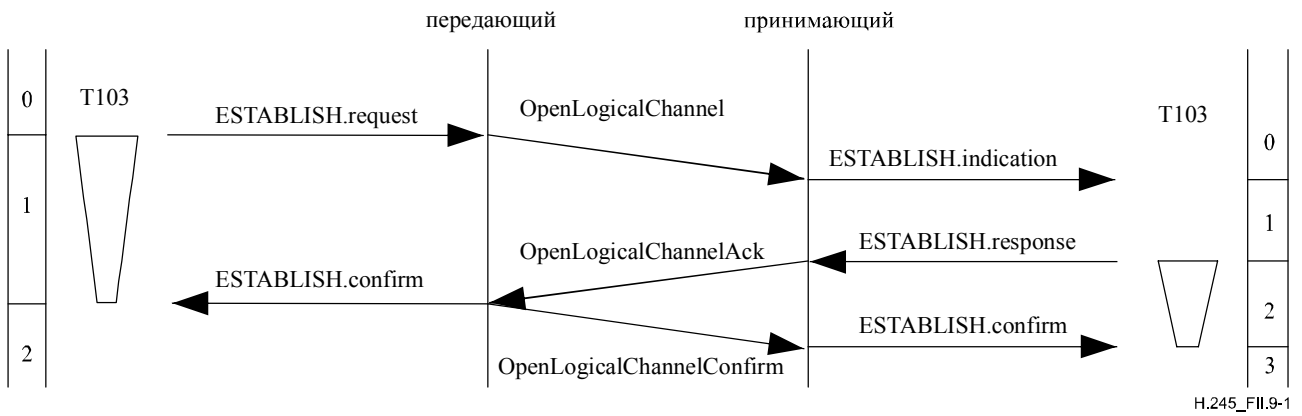 передающий принимающий
0 T103 ESTABLISH.request OpenLogicalChannel T103
ESTABLISH.indication 0
1 OpenLogicalChannelAck ESTABLISH.response 1
ESTABLISH.confirm
2 OpenLogicalChannelConfirm ESTABLISH.confirm 2
3
H.245_FII.9-1